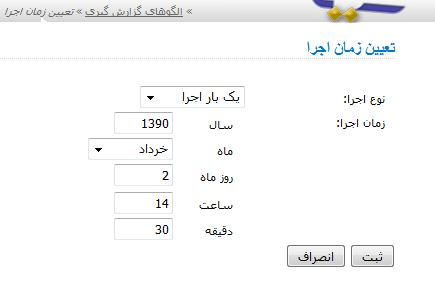 » الگوهای گزارش گیری » تعیین زمان اجرا
تعیین زمان اجرا
نوع اجرا: یک بار اجرا
زمان اجرا: سال 1390
ماه خرداد
روز ماه 2
ساعت 14
دقیقه 30
ثبت انصراف